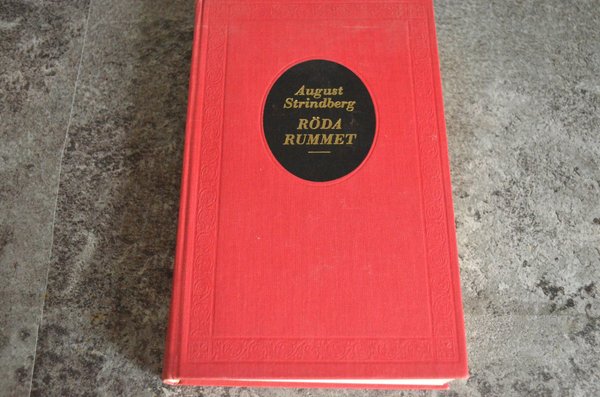 August
Strindberg
RÖDA
RUMMET